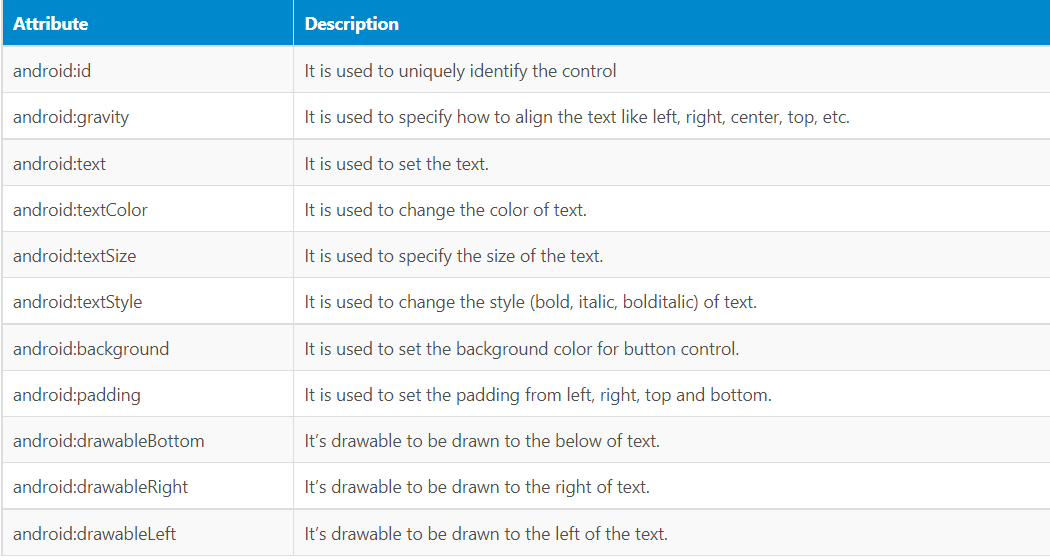 Attribute Description
android:id It is used to uniquely identify the control
android:gravity It is used to specify how to align the text like left, right, center, top, etc.
android:text It is used to set the text.
android:textColor It is used to change the color of text.
android:textSize It is used to specify the size of the text.
android:textStyle It is used to change the style (bold, italic, bolditalic) of text.
android:background It is used to set the background color for button control.
android:padding It is used to set the padding from left, right, top and bottom.
android:drawableBottom It’s drawable to be drawn to the below of text.
android:drawableRight It’s drawable to be drawn to the right of text.
android:drawableLeft It’s drawable to be drawn to the left of the text.